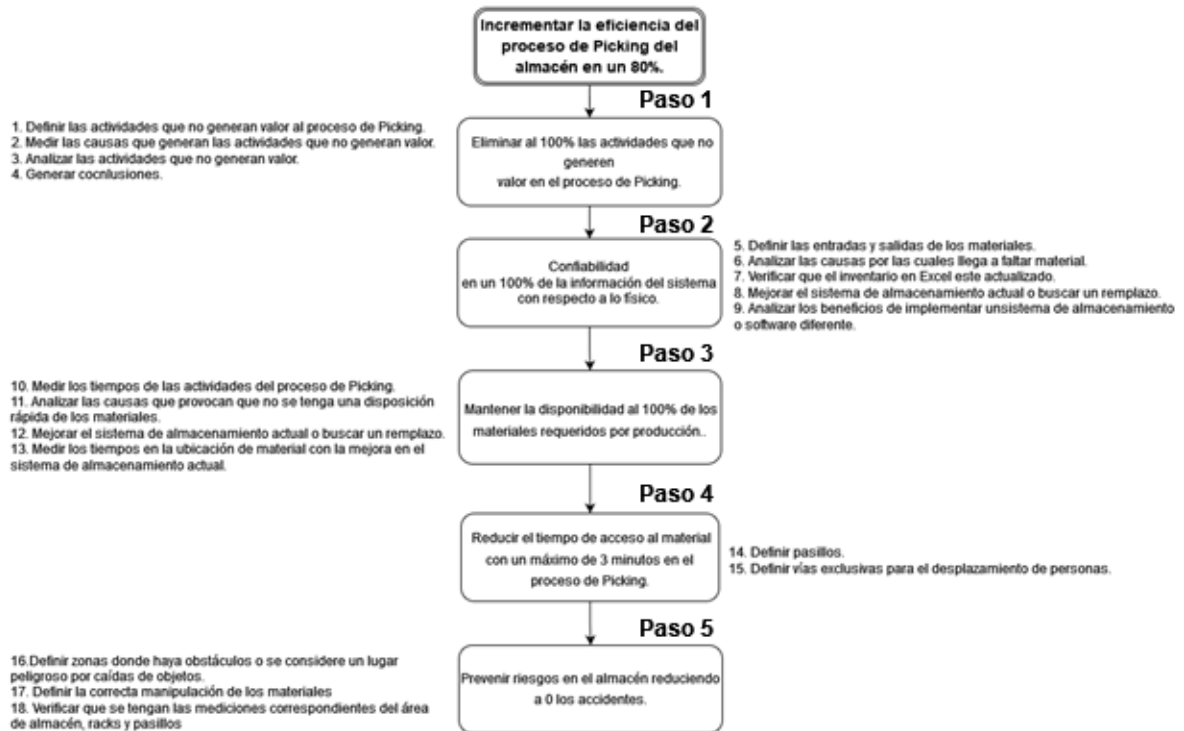 Incrementar la eficiencia del
proceso de Picking del
almacén en un 80%.
Paso 1
1. Definir las actividades que no generan valor al proceso de Picking.
2. Medir las causas que generan las actividades que no generan valor.
3. Analizar las actividades que no generan valor.
4. Generar cocnlusiones.
Eliminar al 100% las actividades que no
generen
valor en el proceso de Picking.
Paso 2
Confiabilidad
en un 100% de la información del sistema
con respecto a lo físico.
5. Definir las entradas y salidas de los materiales.
6. Analizar las causas por las cuales llega a faltar material.
7. Verificar que el inventario en Excel este actualizado.
8. Mejorar el sistema de almacenamiento actual o buscar un remplazo.
9. Analizar los beneficios de implementar unsistema de almacenamiento
o software diferente.
Paso 3
10. Medir los tiempos de las actividades del proceso de Picking.
11. Analizar las causas que provocan que no se tenga una disposición
rápida de los materiales.
12. Mejorar el sistema de almacenamiento actual o buscar un remplazo.
13. Medir los tiempos en la ubicación de material con la mejora en el
sistema de almacenamiento actual.
Mantener la disponibilidad al 100% de los
materiales requeridos por producción..
Paso 4
Reducir el tiempo de acceso al material
con un máximo de 3 minutos en el
proceso de Picking.
14. Definir pasillos.
15. Definir vías exclusivas para el desplazamiento de personas.
Paso 5
16.Definir zonas donde haya obstáculos o se considere un lugar
peligroso por caídas de objetos.
17. Definir la correcta manipulación de los materiales
18. Verificar que se tengan las mediciones correspondientes del área
de almacén, racks y pasillos
Prevenir riesgos en el almacén reduciendo
a 0 los accidentes.